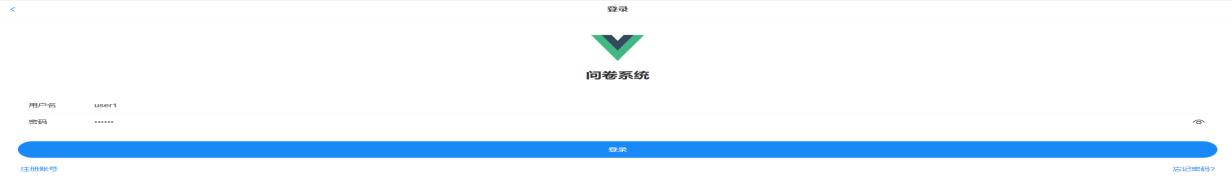 登录
问卷系统
用户名 user1
密码 ••••••
登录
注册账号 忘记密码?